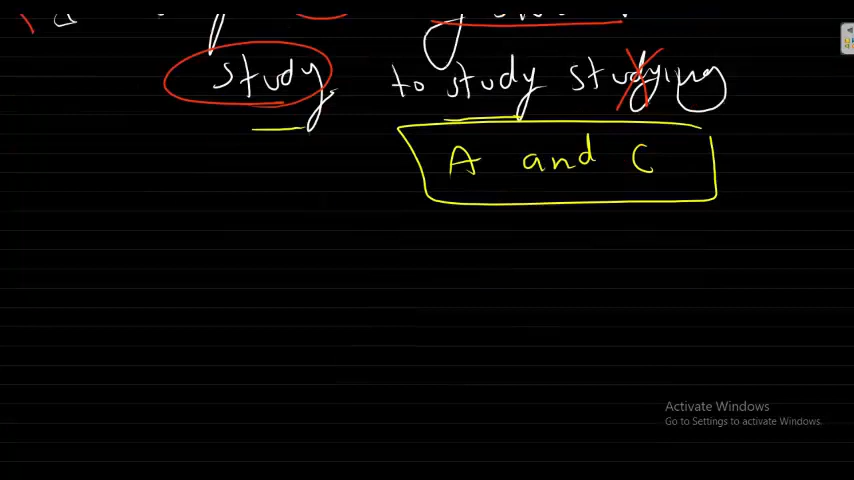 study, to study studying
A and C
Activate Windows
Go to Settings to activate Windows.